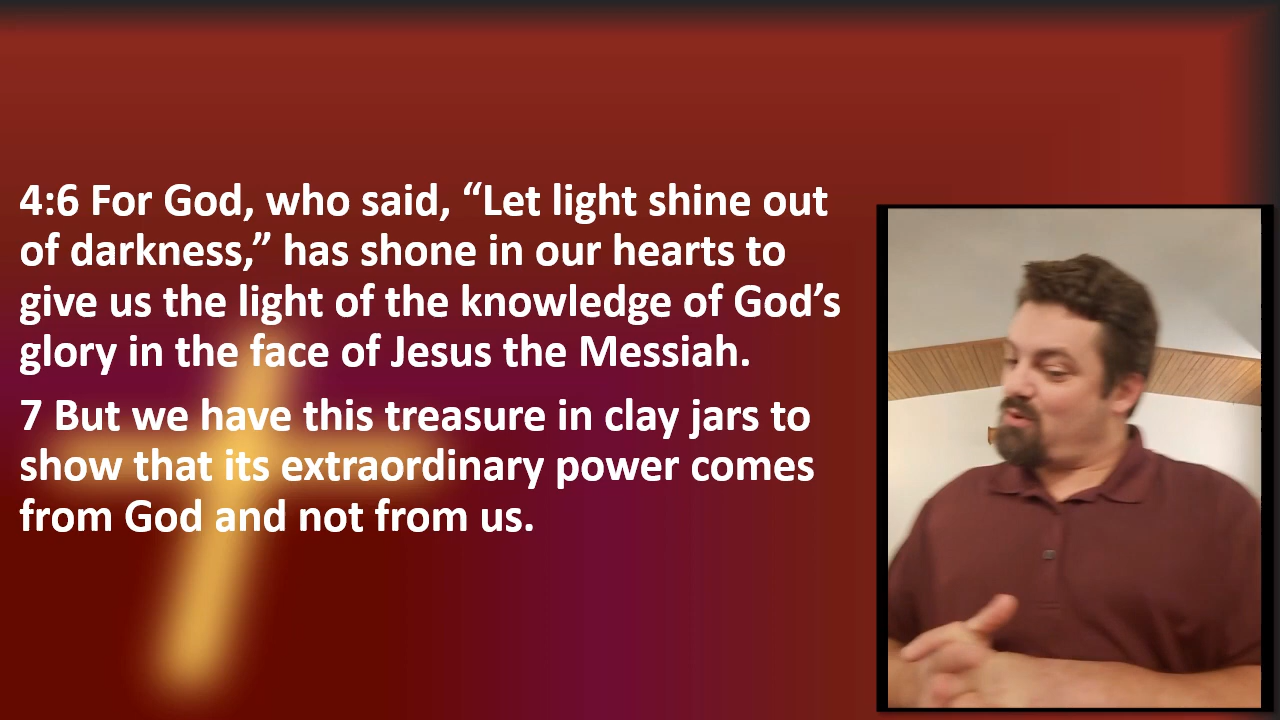 4:6 For God, who said, “Let light shine out
of darkness,” has shone in our hearts to
give us the light of the knowledge of God’s
glory in the face of Jesus the Messiah.
7 But we have this treasure in clay jars to
show that its extraordinary power comes
from God and not from us.